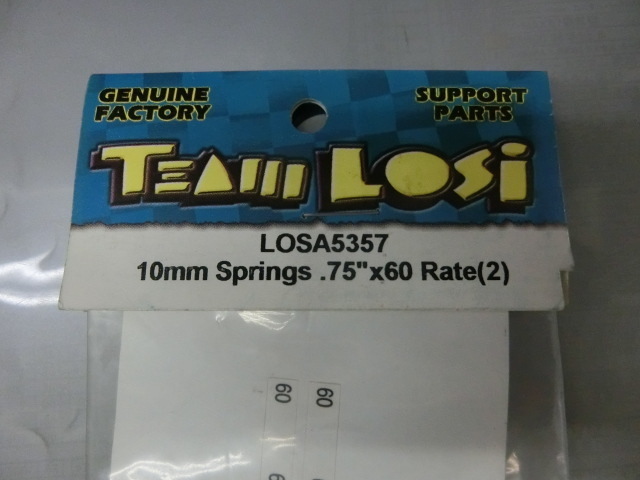 GENUINE
FACTORY
SUPPORT
PARTS
TEAM LOSI
LOSA5357
10mm Springs .75"x60 Rate(2)
60
60